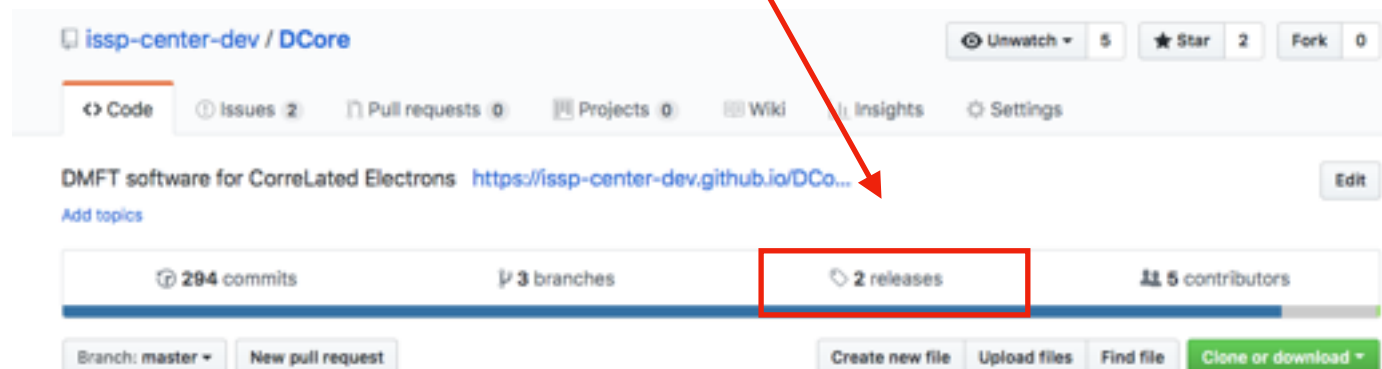 issp-center-dev / DCore Unwatch 5 Star 2 Fork 0
Code Issues 2 Pull requests 0 Projects 0 Wiki Insights Settings
DMFT software for CorreLated Electrons https://issp-center-dev.github.io/DCo... Edit
Add topics
294 commits 3 branches 2 releases 5 contributors
Branch: master New pull request Create new file Upload files Find file Clone or download